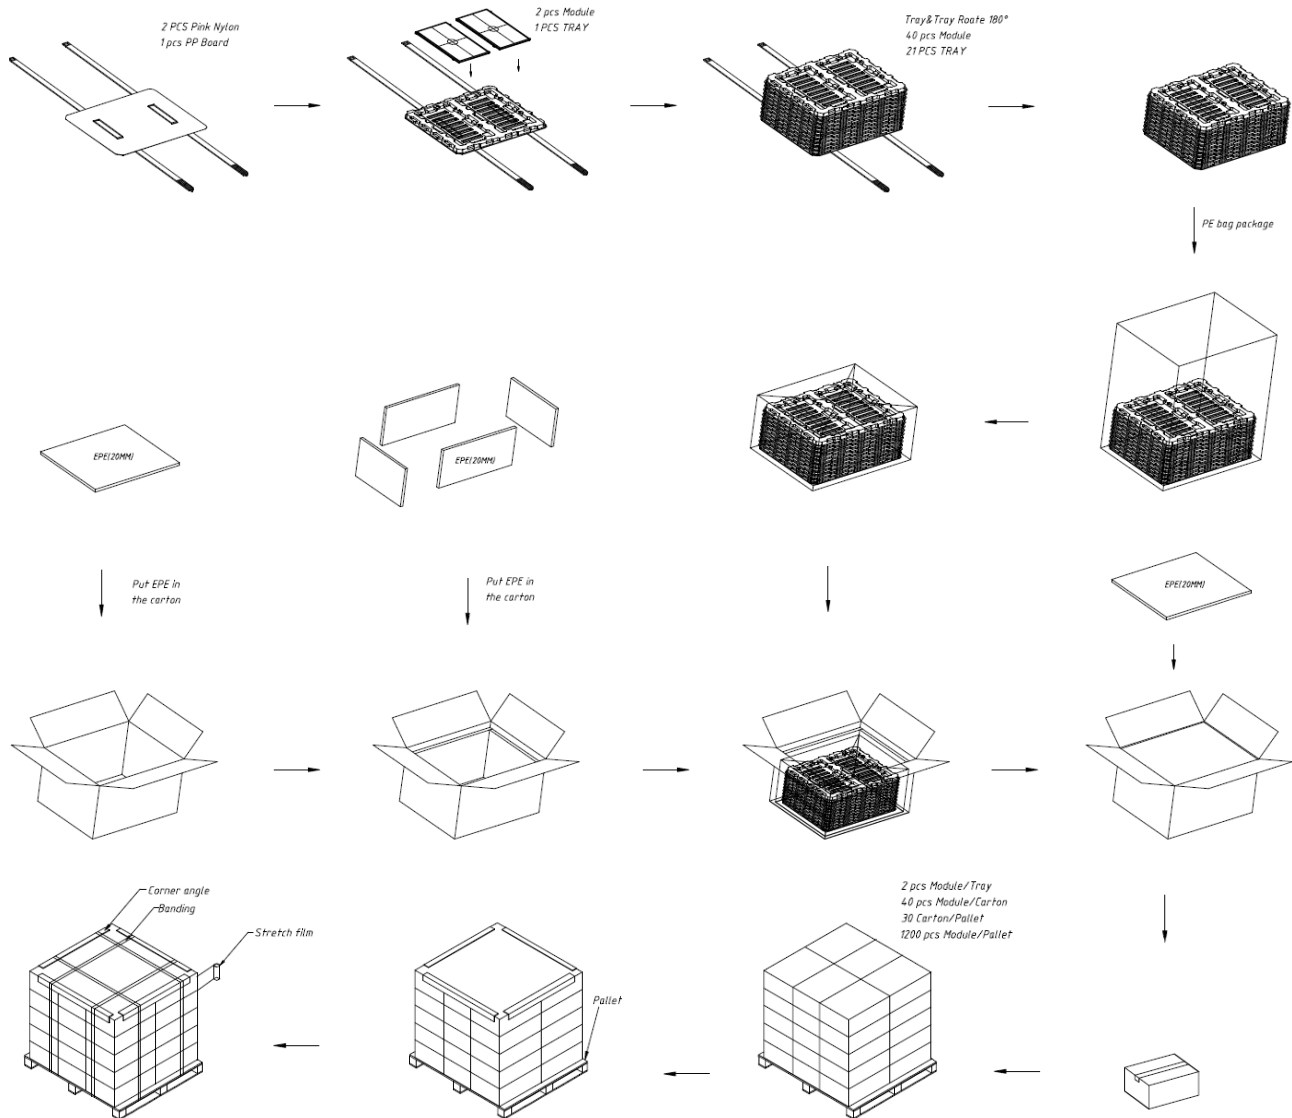 2 PCS Pink Nylon
1 pcs PP Board
2 pcs Module
1 PCS TRAY
Tray&Tray Roate 180°
40 pcs Module
21 PCS TRAY
PE bag package
EPE(20MM)
EPE(20MM)
Put EPE in
the carton
Put EPE in
the carton
EPE(20MM)
2 pcs Module/Tray
40 pcs Module/Carton
30 Carton/Pallet
1200 pcs Module/Pallet
Corner angle
Banding
Stretch film
Pallet